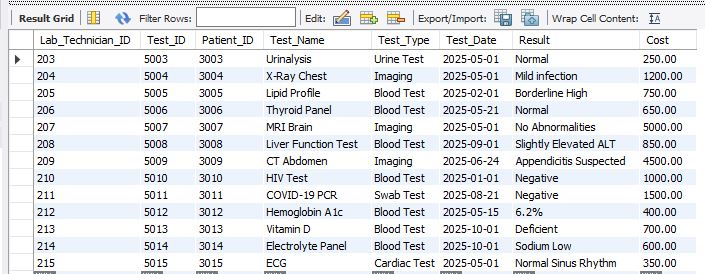 Result Grid Filter Rows: Edit: Export/Import: Wrap Cell Content: IA
Lab_Technician_ID Test_ID Patient_ID Test_Name Test_Type Test_Date Result Cost
203 5003 3003 Urinalysis Urine Test 2025-05-01 Normal 250.00
204 5004 3004 X-Ray Chest Imaging 2025-05-01 Mild infection 1200.00
205 5005 3005 Lipid Profile Blood Test 2025-02-01 Borderline High 750.00
206 5006 3006 Thyroid Panel Blood Test 2025-05-21 Normal 650.00
207 5007 3007 MRI Brain Imaging 2025-05-01 No Abnormalities 5000.00
208 5008 3008 Liver Function Test Blood Test 2025-09-01 Slightly Elevated ALT 850.00
209 5009 3009 CT Abdomen Imaging 2025-06-24 Appendicitis Suspected 4500.00
210 5010 3010 HIV Test Blood Test 2025-01-01 Negative 1000.00
211 5011 3011 COVID-19 PCR Swab Test 2025-08-21 Negative 1500.00
212 5012 3012 Hemoglobin A1c Blood Test 2025-05-15 6.2% 400.00
213 5013 3013 Vitamin D Blood Test 2025-10-01 Deficient 700.00
214 5014 3014 Electrolyte Panel Blood Test 2025-10-01 Sodium Low 600.00
215 5015 3015 ECG Cardiac Test 2025-05-01 Normal Sinus Rhythm 350.00